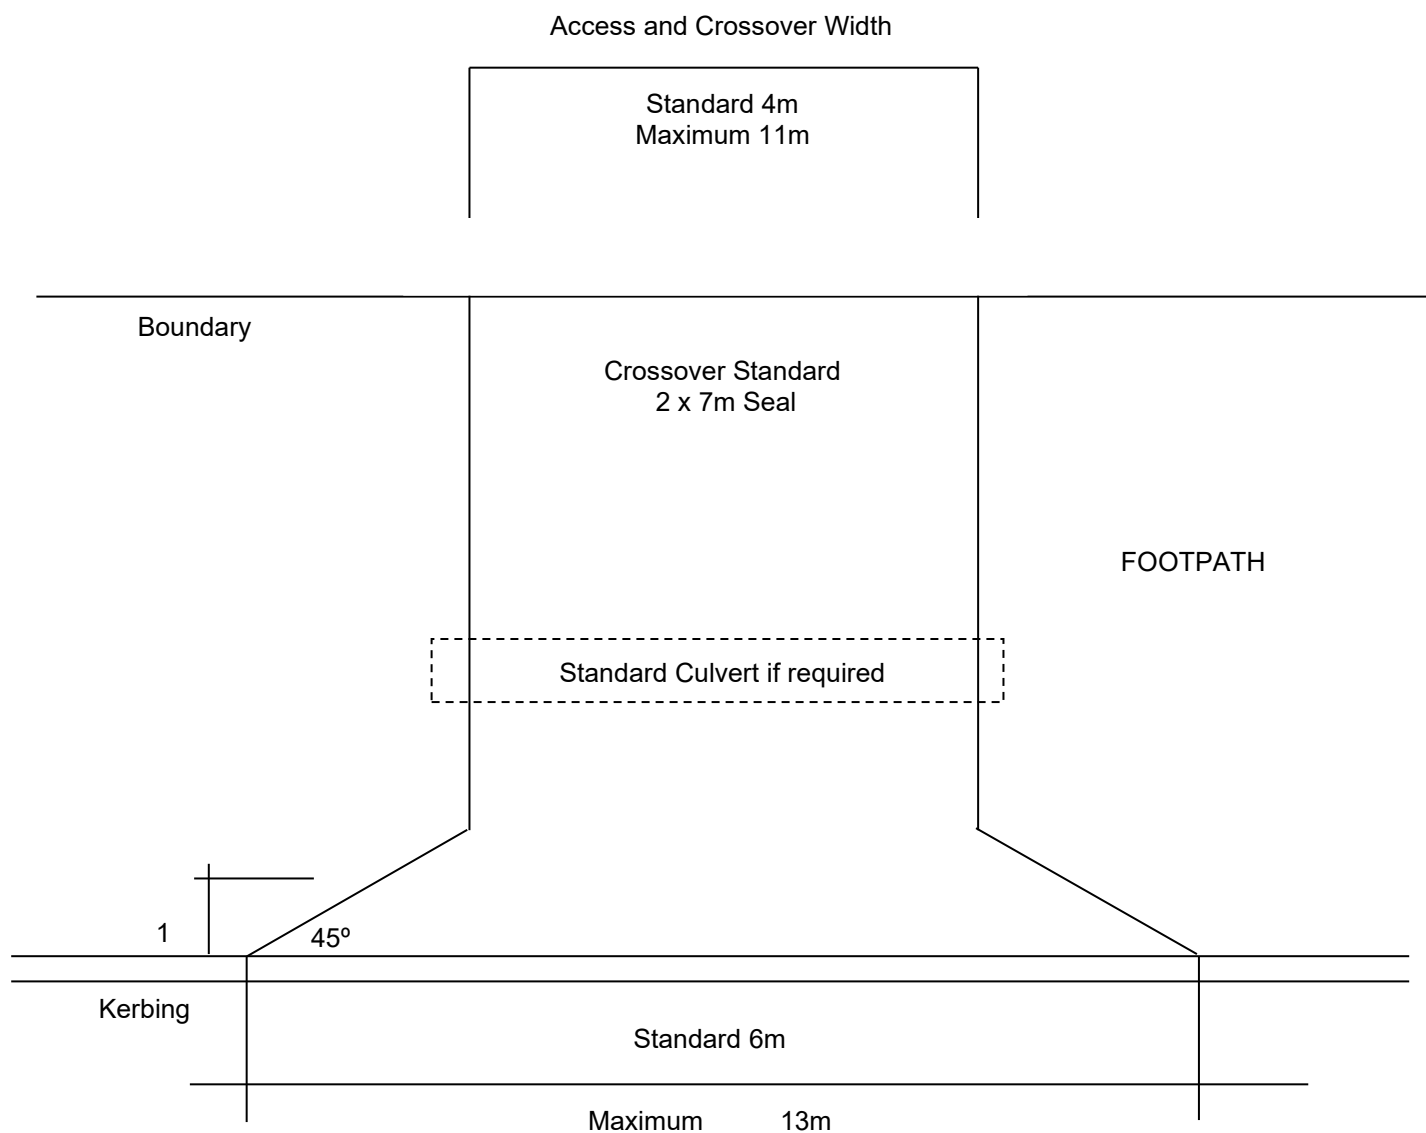 Access and Crossover Width
Standard 4m
Maximum 11m
Boundary
Crossover Standard
2 x 7m Seal
FOOTPATH
Standard Culvert if required
1
45º
Kerbing
Standard 6m
Maximum 13m